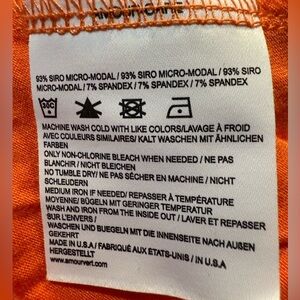 AMOUR CARE
93% SIRO MICRO-MODAL / 93% SIRO MICRO-MODAL / 93% SIRO
MICRO-MODAL / 7% SPANDEX / 7% SPANDEX / 7% SPANDEX
30C
MACHINE WASH COLD WITH LIKE COLORS/LAVAGE À FROID
AVEC COULEURS SIMILAIRES/ KALT WASCHEN MIT ÄHNLICHEN
FARBEN
ONLY NON-CHLORINE BLEACH WHEN NEEDED / NE PAS
BLANCHIR / NICHT BLEICHEN
NO TUMBLE DRY/ NE PAS SÉCHER EN MACHINE / NICHT
SCHLEUDERN
MEDIUM IRON IF NEEDED/ REPASSER À TEMPÉRATURE
MOYENNE/ BÜGELN MIT GERINGER TEMPERATUR
WASH AND IRON FROM THE INSIDE OUT / LAVER ET REPASSER
SUR L'ENVERS /
WASCHEN UND BUEGELN MIT DIE INNENSEITE NACH AUßEN
GEKEHRT
MADE IN U.S.A./ FABRIQUÉ AUX ÉTATS-UNIS / IN U.S.A
HERGESTELLT
www.amourvert.com